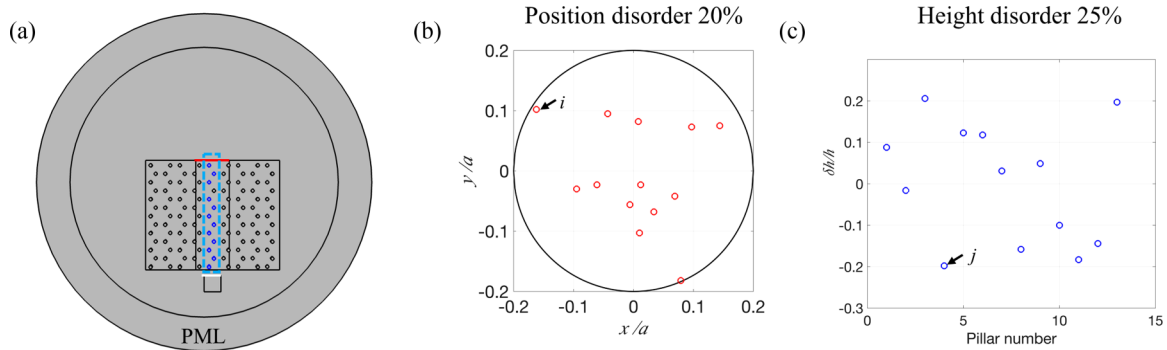 (a)
PML
(b)
Position disorder 20%
0.2
0.1
0
-0.1
-0.2
-0.2
-0.1
0
0.1
0.2
y/a
x/a
i
(c)
Height disorder 25%
0.2
0.1
0
-0.1
-0.2
-0.3
0
5
10
15
δh/h
Pillar number
j